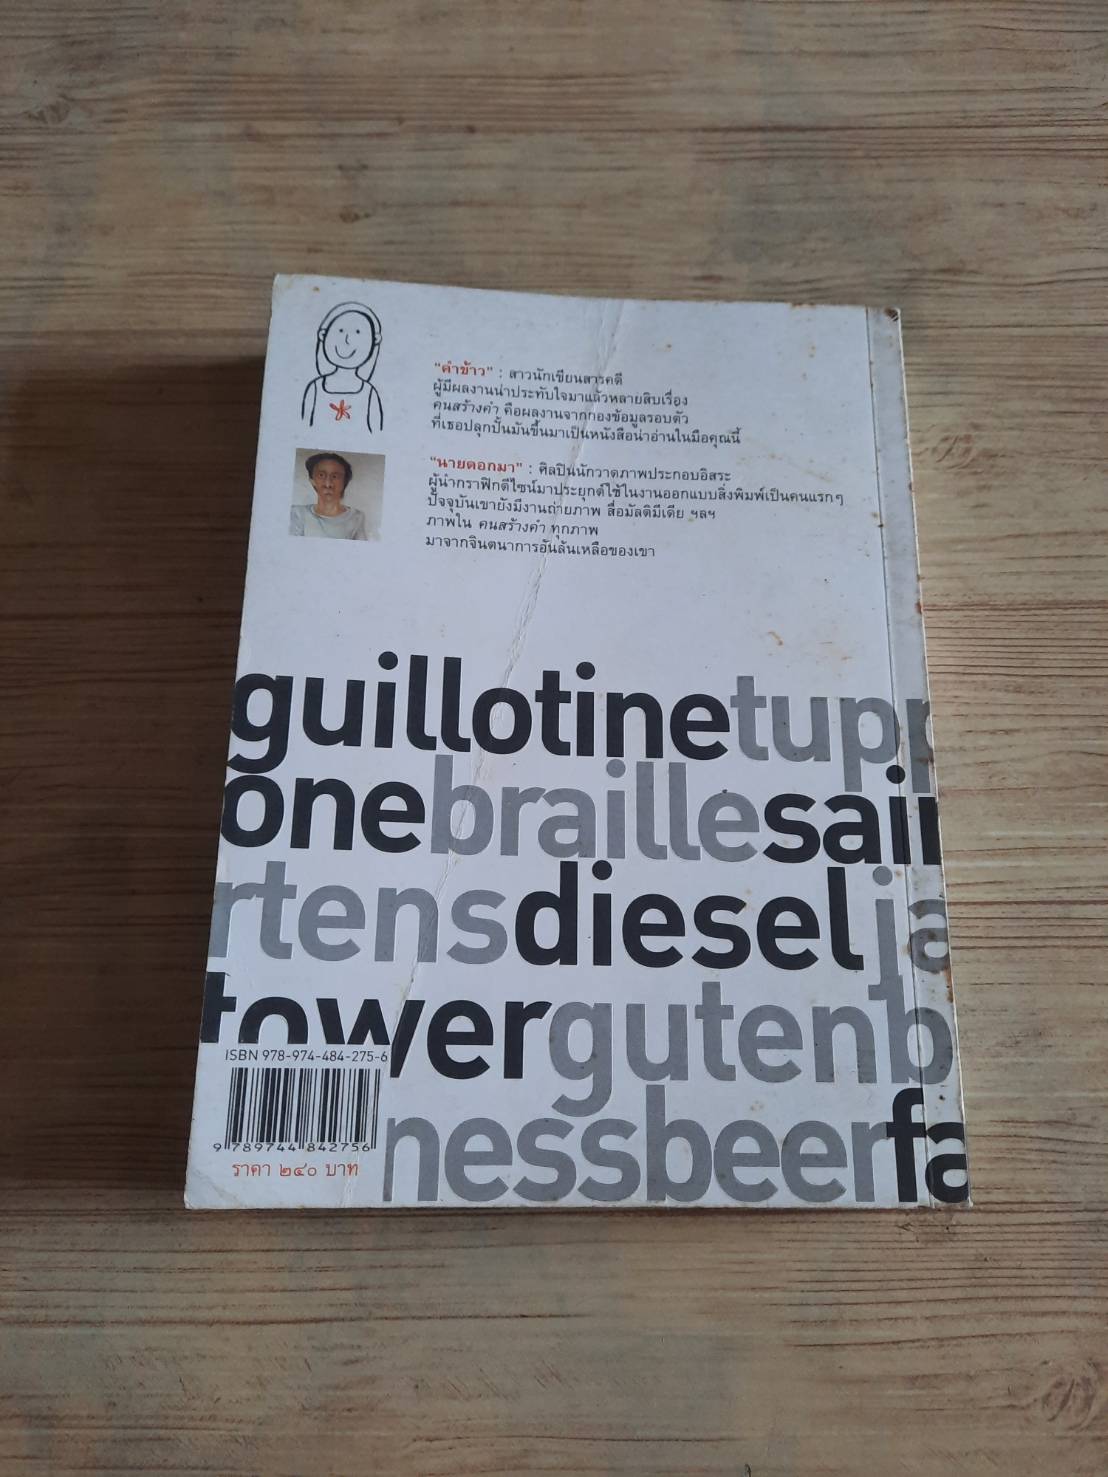 "คำข้าว" : สาวนักเขียนสารคดี
ผู้มีผลงานน่าประทับใจมาแล้วหลายสิบเรื่อง
คนสร้างคำ คือผลงานจากกองข้อมูลรอบตัว
ที่เธอปลุกปั้นมันขึ้นมาเป็นหนังสือน่าอ่านในมือคุณนี้
"นายดอกมา" : ศิลปินนักวาดภาพประกอบอิสระ
ผู้นำกราฟิกดีไซน์มาประยุกต์ใช้ในงานออกแบบสิ่งพิมพ์เป็นคนแรกๆ
ปัจจุบันเขายังมีงานถ่ายภาพ สื่อมัลติมีเดีย ฯลฯ
ภาพใน คนสร้างคำ ทุกภาพ
มาจากจินตนาการอันล้นเหลือของเขา
guillotinetupp
onebraillesain
rtensdieselja
towergutenb
nessbeerfa
ISBN 978-974-484-275-6
9 789744 842756
ราคา ๒๔๐ บาท